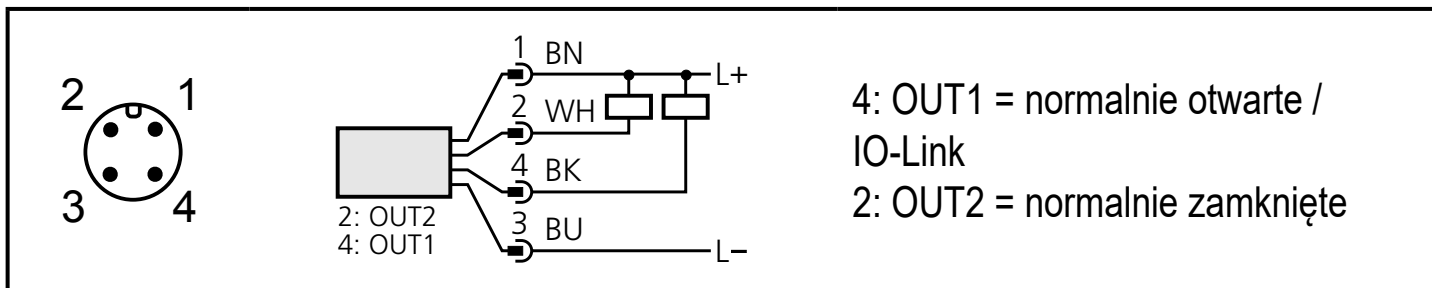 2 1
3 4
1 BN
L+
2 WH
4 BK
2: OUT2
4: OUT1
3 BU
L−
4: OUT1 = normalnie otwarte /
IO-Link
2: OUT2 = normalnie zamknięte